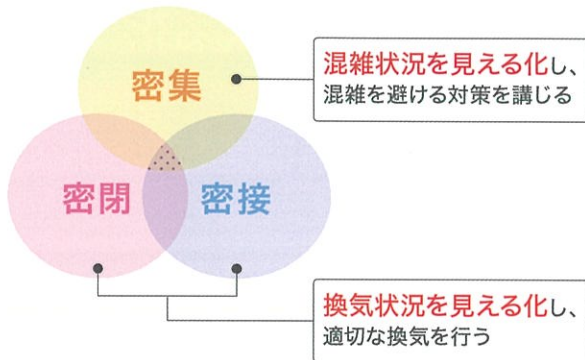 密集
混雑状況を見える化し、
混雑を避ける対策を講じる
密閉
密接
換気状況を見える化し、
適切な換気を行う